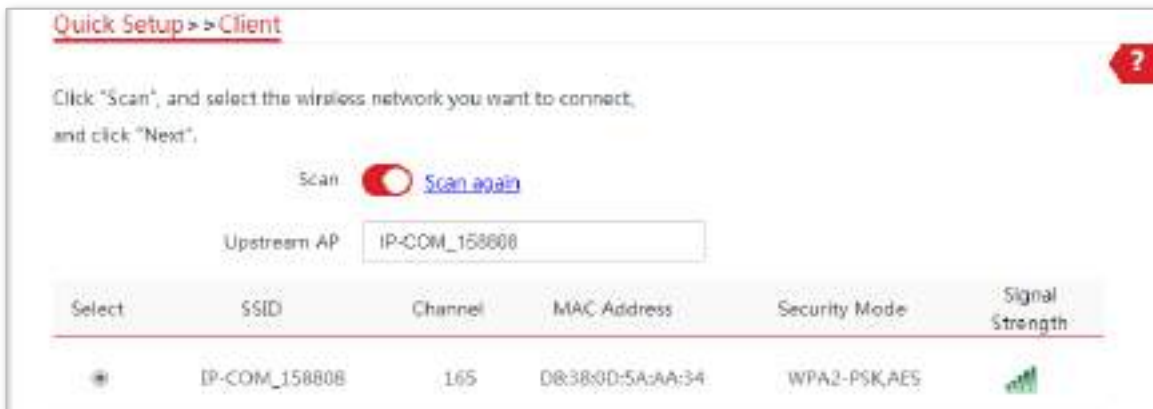 Quick Setup>>Client
?
Click "Scan", and select the wireless network you want to connect,
and click "Next".
Scan Scan again
Upstream AP IP-COM_158808
Select SSID Channel MAC Address Security Mode Signal Strength
IP-COM_158808 165 D8:38:0D:5A:AA:34 WPA2-PSK,AES